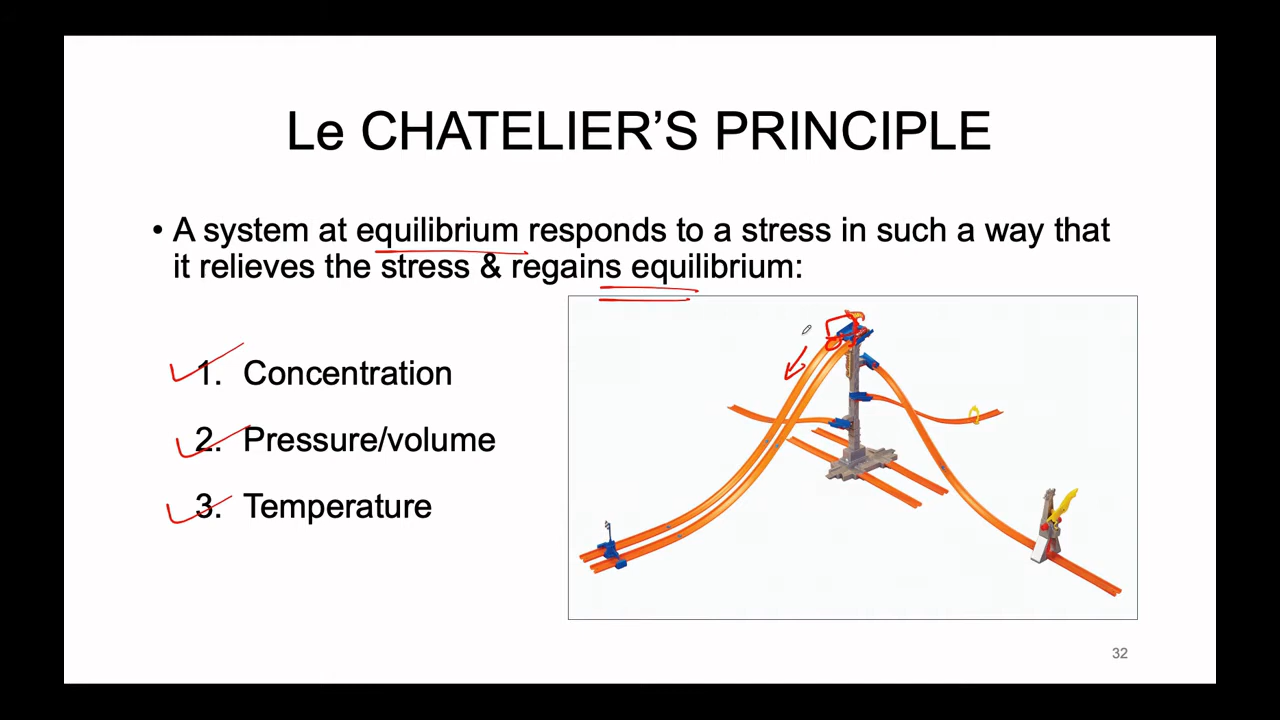 Le CHATELIER’S PRINCIPLE
• A system at equilibrium responds to a stress in such a way that
it relieves the stress & regains equilibrium:
1. Concentration
2. Pressure/volume
3. Temperature
32